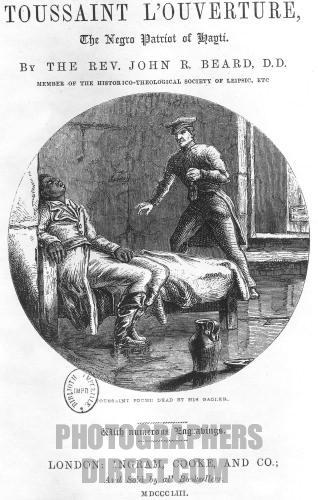 TOUSSAINT L'OUVERTURE,
The Negro Patriot of Hayti.
BY THE REV. JOHN R. BEARD, D.D.
MEMBER OF THE HISTORICO-THEOLOGICAL SOCIETY OF LEIPSIC, ETC
TOUSSAINT FOUND DEAD BY HIS GAOLER.
With numerous Engravings.
PHOTOGRAPHERS
DIRECT.COM
LONDON: INGRAM, COOKE, AND CO.;
And Sold by all Booksellers.
MDCCCLIII.